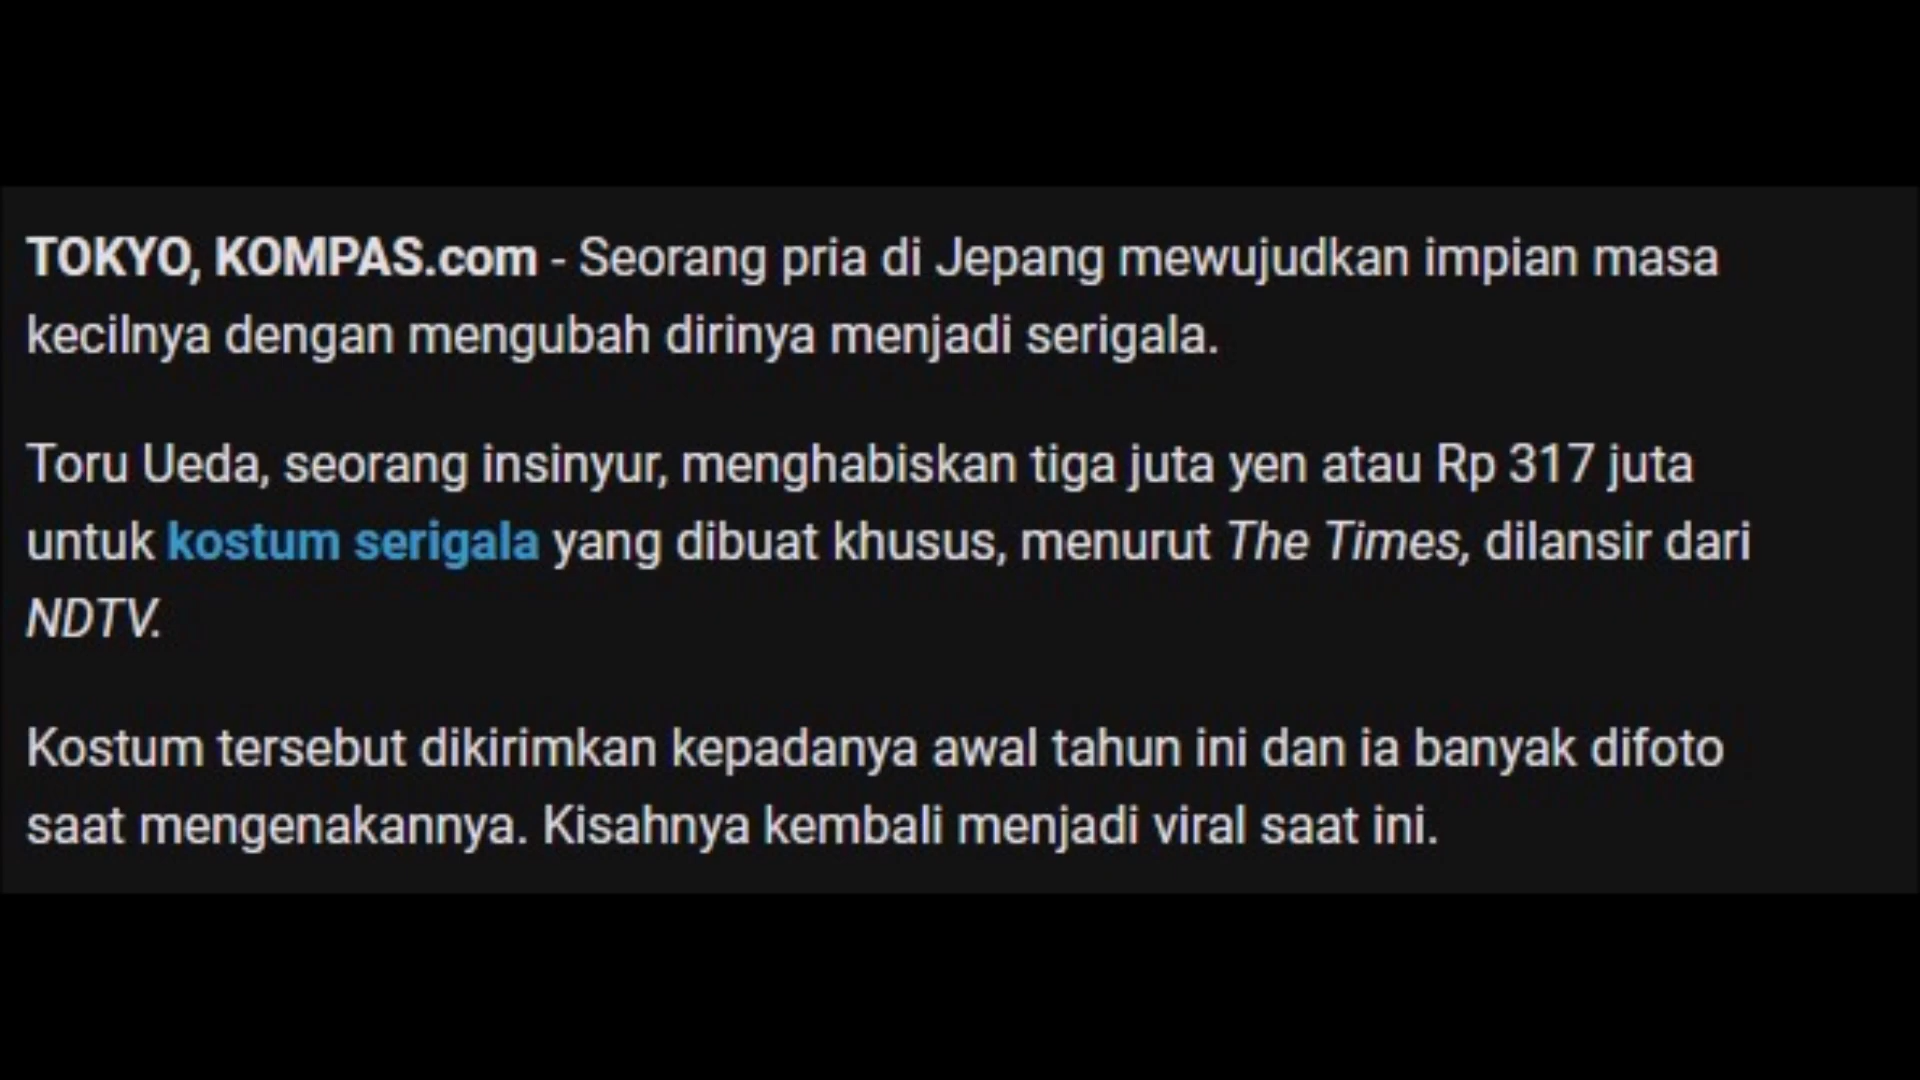 TOKYO, KOMPAS.com - Seorang pria di Jepang mewujudkan impian masa
kecilnya dengan mengubah dirinya menjadi serigala.
Toru Ueda, seorang insinyur, menghabiskan tiga juta yen atau Rp 317 juta
untuk kostum serigala yang dibuat khusus, menurut The Times, dilansir dari
NDTV.
Kostum tersebut dikirimkan kepadanya awal tahun ini dan ia banyak difoto
saat mengenakannya. Kisahnya kembali menjadi viral saat ini.